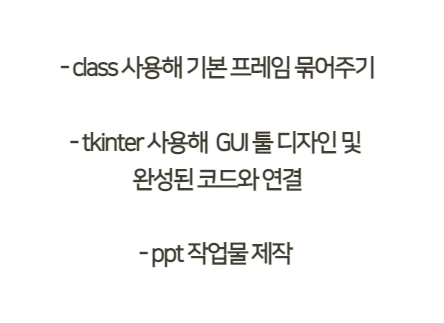 - class 사용해 기본 프레임 묶어주기
- tkinter 사용해 GUI 툴 디자인 및
완성된 코드와 연결
- ppt 작업물 제작